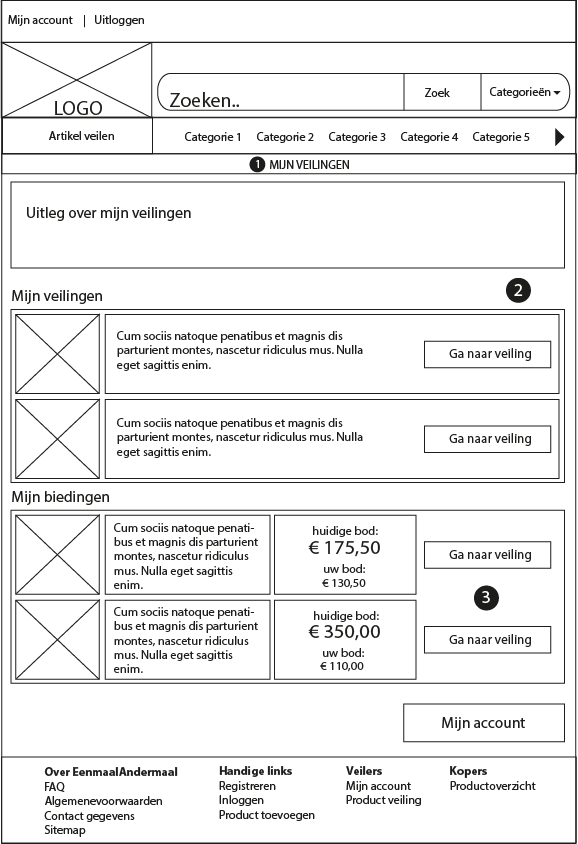 Mijn account | Uitloggen
LOGO
Zoeken..
Zoek
Categorieën
Artikel veilen
Categorie 1
Categorie 2
Categorie 3
Categorie 4
Categorie 5
1 MIJN VEILINGEN
Uitleg over mijn veilingen
2
Mijn veilingen
Cum sociis natoque penatibus et magnis dis
parturient montes, nascetur ridiculus mus. Nulla
eget sagittis enim.
Ga naar veiling
Cum sociis natoque penatibus et magnis dis
parturient montes, nascetur ridiculus mus. Nulla
eget sagittis enim.
Ga naar veiling
Mijn biedingen
Cum sociis natoque penati-
bus et magnis dis parturient
montes, nascetur ridiculus
mus. Nulla eget sagittis
enim.
huidige bod:
€ 175,50
uw bod:
€ 130,50
Ga naar veiling
3
Cum sociis natoque penati-
bus et magnis dis parturient
montes, nascetur ridiculus
mus. Nulla eget sagittis
enim.
huidige bod:
€ 350,00
uw bod:
€ 110,00
Ga naar veiling
Mijn account
Over EenmaalAndermaal
FAQ
Algemenevoorwaarden
Contact gegevens
Sitemap
Handige links
Registreren
Inloggen
Product toevoegen
Veilers
Mijn account
Product veiling
Kopers
Productoverzicht